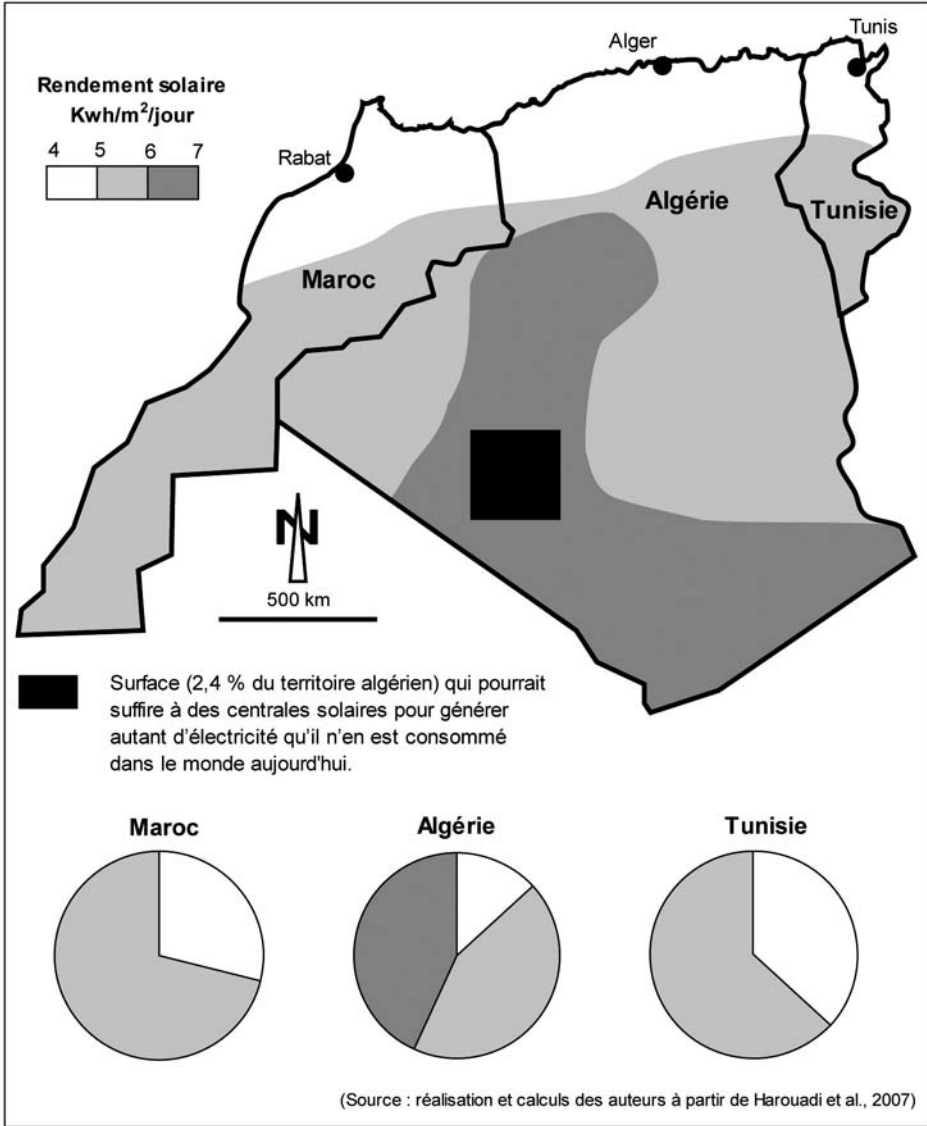 Tunis
Alger
Rendement solaire
Kwh/m²/jour
4 5 6 7
Rabat
Algérie
Tunisie
Maroc
N
500 km
Surface (2,4 % du territoire algérien) qui pourrait
suffire à des centrales solaires pour générer
autant d’électricité qu’il n’en est consommé
dans le monde aujourd'hui.
Maroc Algérie Tunisie
(Source : réalisation et calculs des auteurs à partir de Harouadi et al., 2007)